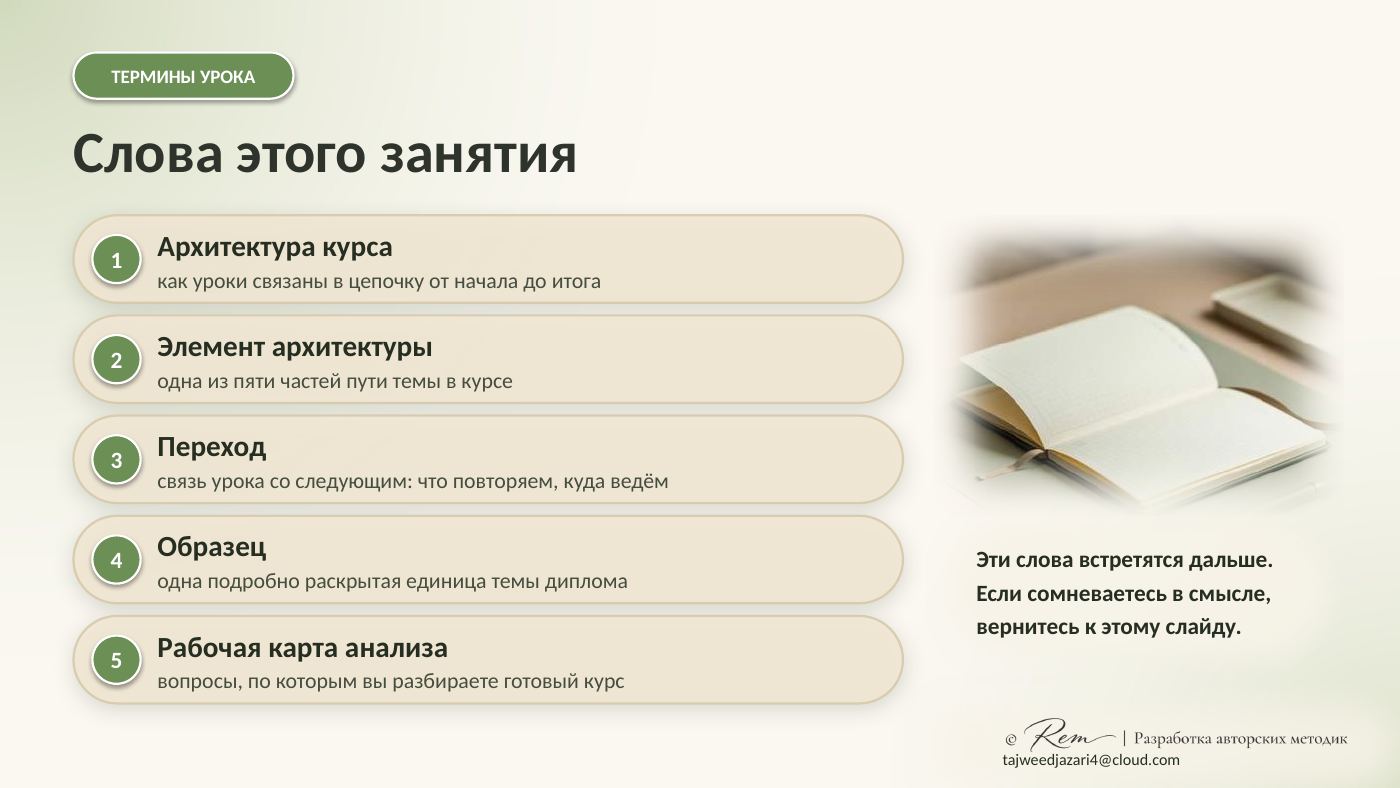 ТЕРМИНЫ УРОКА
Слова этого занятия
1
Архитектура курса
как уроки связаны в цепочку от начала до итога
2
Элемент архитектуры
одна из пяти частей пути темы в курсе
3
Переход
связь урока со следующим: что повторяем, куда ведём
4
Образец
одна подробно раскрытая единица темы диплома
5
Рабочая карта анализа
вопросы, по которым вы разбираете готовый курс
Эти слова встретятся дальше.
Если сомневаетесь в смысле,
вернитесь к этому слайду.
© Rem | Разработка авторских методик
tajweedjazari4@cloud.com